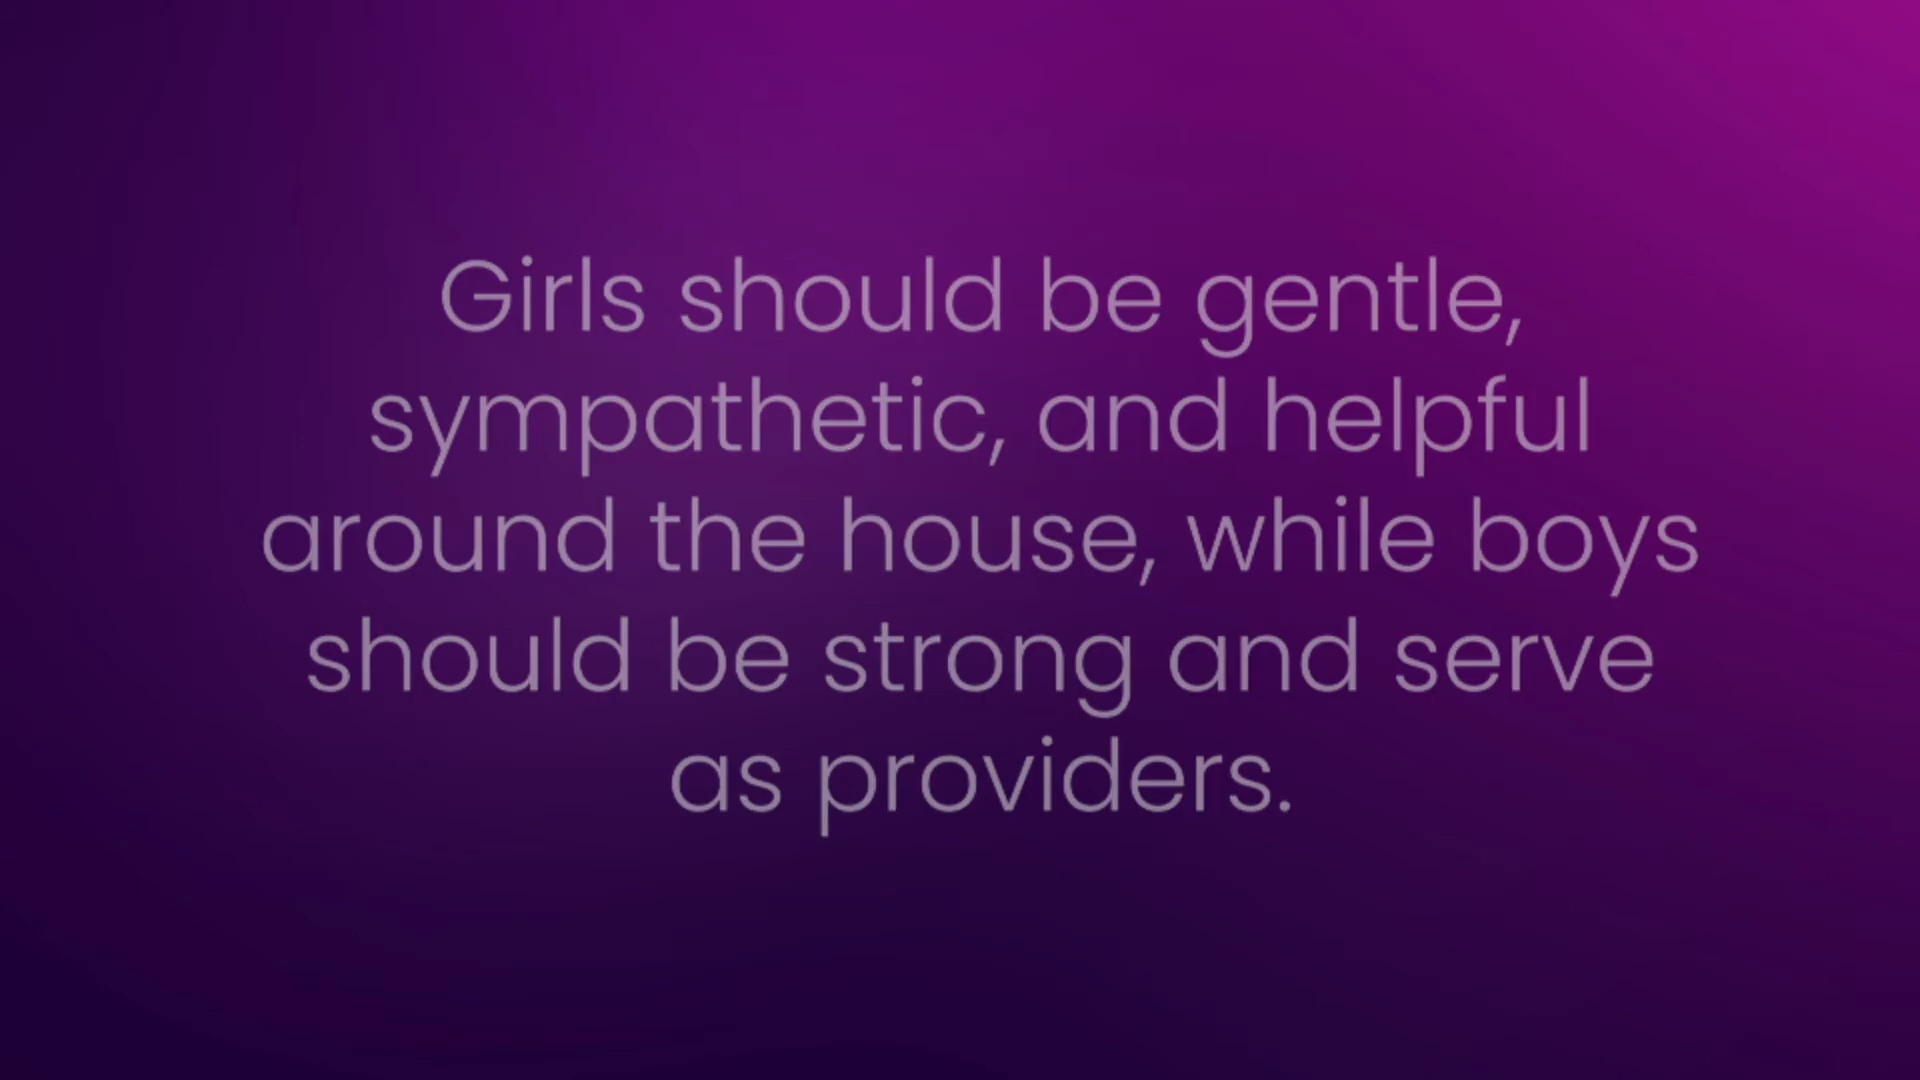 Girls should be gentle,
sympathetic, and helpful
around the house, while boys
should be strong and serve
as providers.